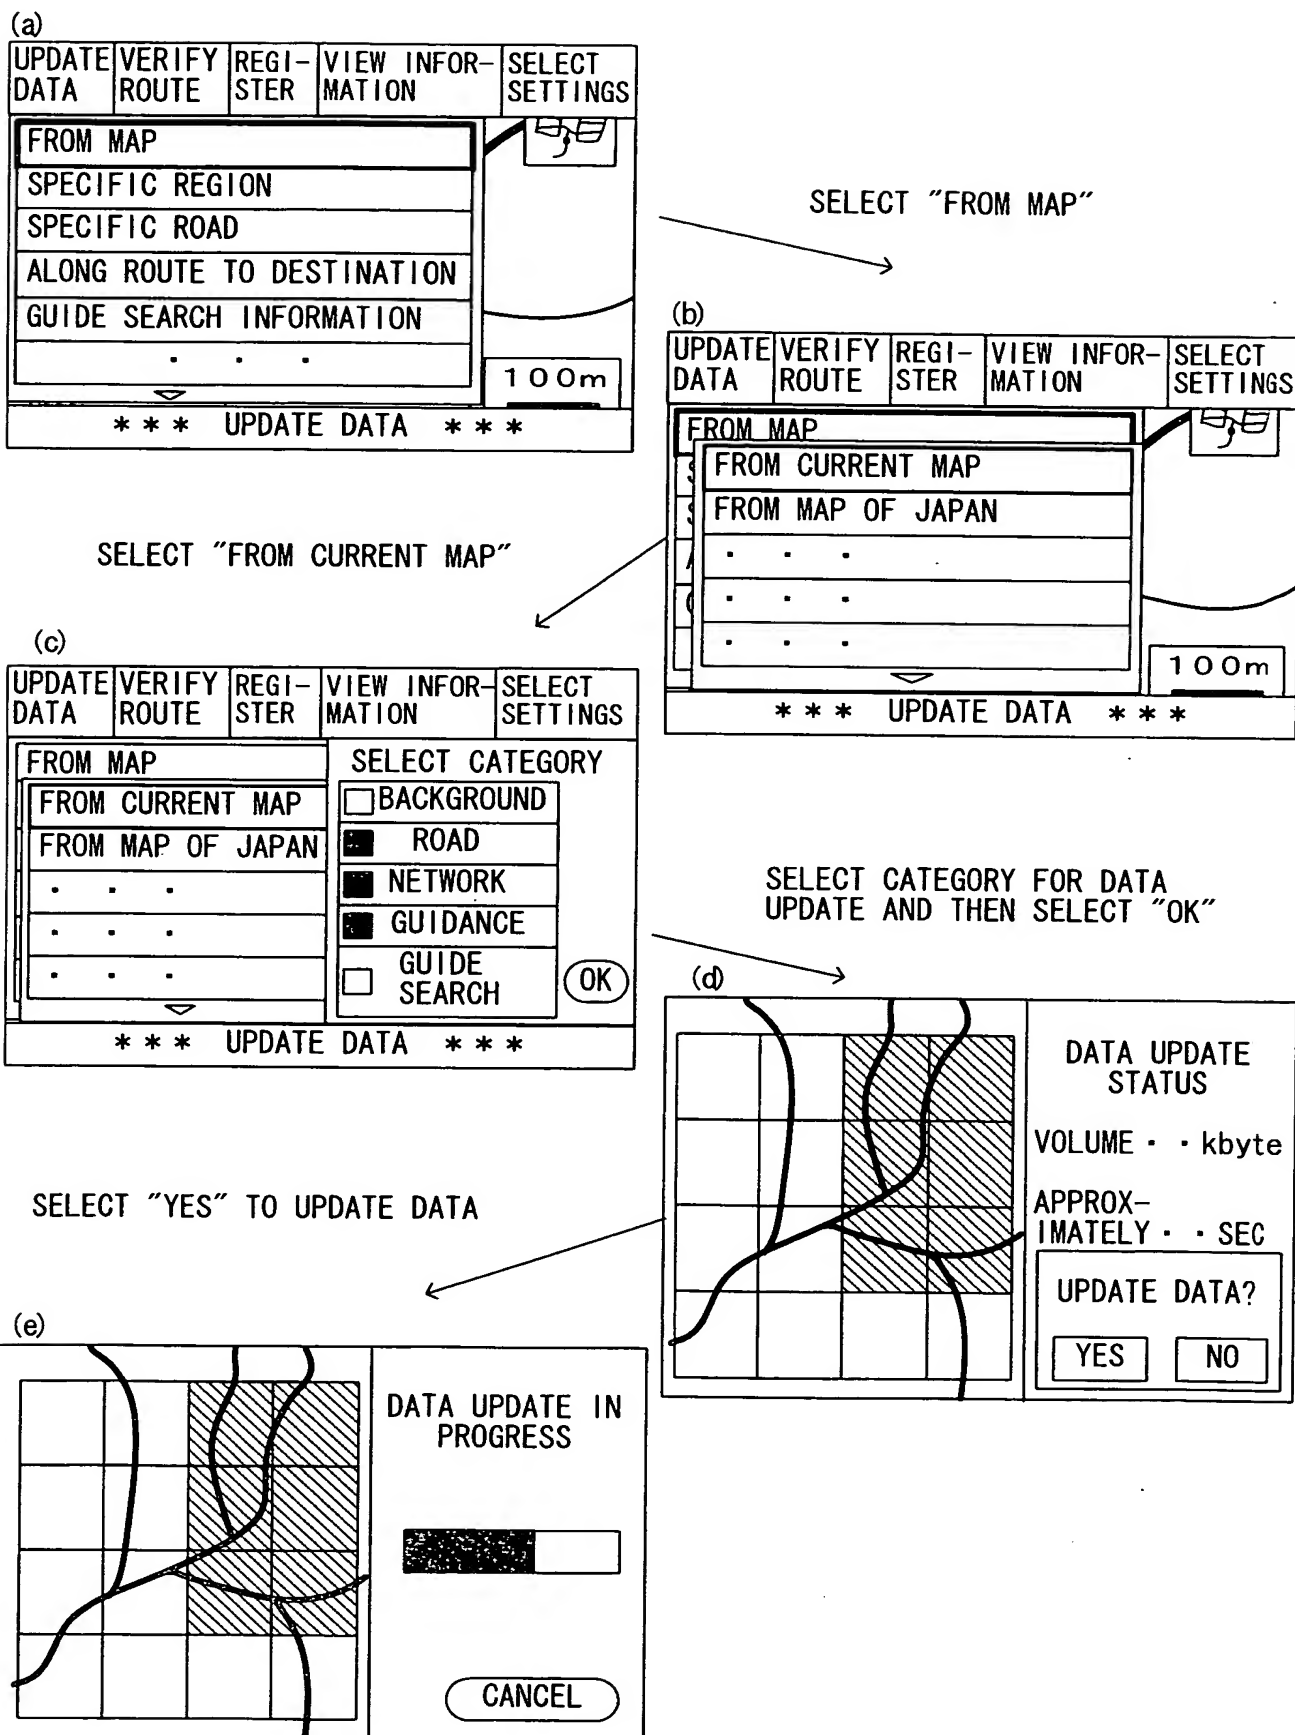 (a)
UPDATE DATA VERIFY ROUTE REGI-STER VIEW INFOR-MATION SELECT SETTINGS
FROM MAP
SPECIFIC REGION
SPECIFIC ROAD
ALONG ROUTE TO DESTINATION
GUIDE SEARCH INFORMATION
. . .
100m
*** UPDATE DATA ***
SELECT "FROM MAP"
(b)
UPDATE DATA VERIFY ROUTE REGI-STER VIEW INFOR-MATION SELECT SETTINGS
FROM MAP
FROM CURRENT MAP
FROM MAP OF JAPAN
. . .
. . .
. . .
100m
*** UPDATE DATA ***
SELECT "FROM CURRENT MAP"
(c)
UPDATE DATA VERIFY ROUTE REGI-STER VIEW INFOR-MATION SELECT SETTINGS
FROM MAP
FROM CURRENT MAP
FROM MAP OF JAPAN
. . .
. . .
. . .
SELECT CATEGORY
BACKGROUND
ROAD
NETWORK
GUIDANCE
GUIDE
SEARCH
OK
*** UPDATE DATA ***
SELECT CATEGORY FOR DATA
UPDATE AND THEN SELECT "OK"
(d)
DATA UPDATE
STATUS
VOLUME · · kbyte
APPROX-
IMATELY · · SEC
UPDATE DATA?
YES NO
SELECT "YES" TO UPDATE DATA
(e)
DATA UPDATE IN
PROGRESS
CANCEL